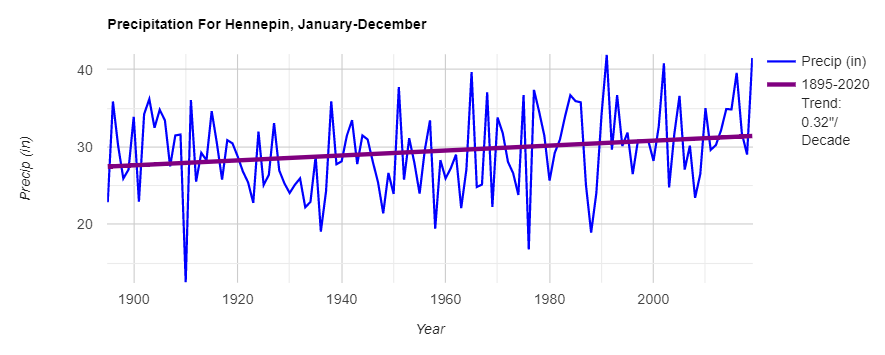 Precipitation For Hennepin, January-December
Precip (in)
40
30
20
1900
1920
1940
1960
1980
2000
Year
Precip (in)
1895-2020
Trend:
0.32"/
Decade